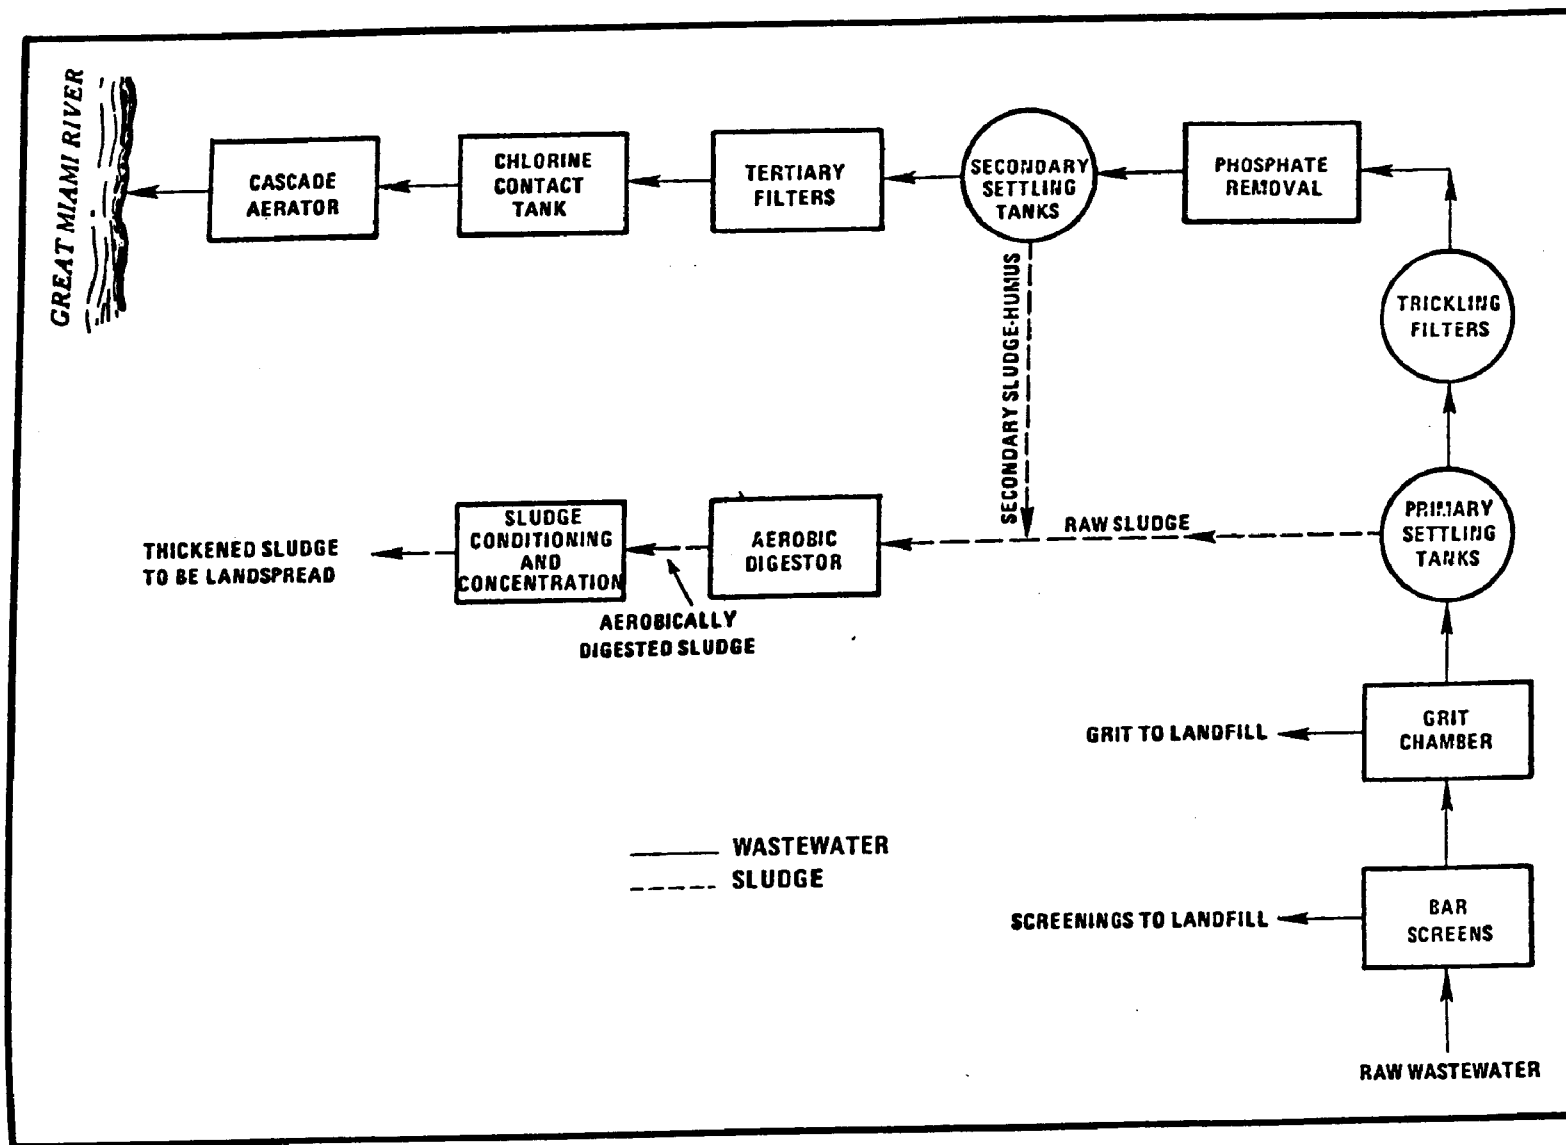 GREAT MIAMI RIVER
CASCADE
AERATOR
CHLORINE
CONTACT
TANK
TERTIARY
FILTERS
SECONDARY
SETTLING
TANKS
PHOSPHATE
REMOVAL
TRICKLING
FILTERS
SECONDARY SLUDGE-HUMUS
THICKENED SLUDGE
TO BE LANDSPREAD
SLUDGE
CONDITIONING
AND
CONCENTRATION
AEROBICALLY
DIGESTED SLUDGE
AEROBIC
DIGESTOR
RAW SLUDGE
PRIMARY
SETTLING
TANKS
GRIT TO LANDFILL
GRIT
CHAMBER
WASTEWATER
SLUDGE
SCREENINGS TO LANDFILL
BAR
SCREENS
RAW WASTEWATER